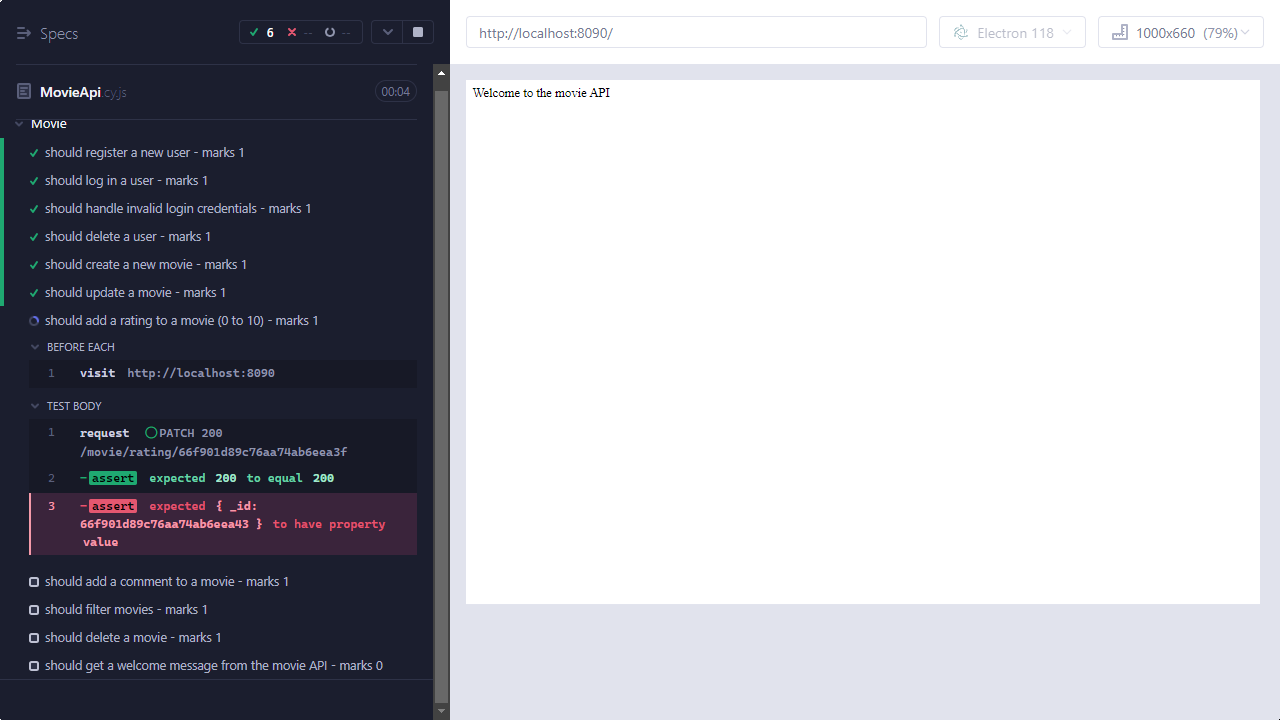 Specs
6 -- --
MovieApi.cy.js
00:04
Movie
should register a new user - marks 1
should log in a user - marks 1
should handle invalid login credentials - marks 1
should delete a user - marks 1
should create a new movie - marks 1
should update a movie - marks 1
should add a rating to a movie (0 to 10) - marks 1
BEFORE EACH
1 visit http://localhost:8090
TEST BODY
1 request PATCH 200
/movie/rating/66f901d89c76aa74ab6eea3f
2 -assert expected 200 to equal 200
3 -assert expected { _id:
66f901d89c76aa74ab6eea43 } to have property
value
should add a comment to a movie - marks 1
should filter movies - marks 1
should delete a movie - marks 1
should get a welcome message from the movie API - marks 0
http://localhost:8090/
Electron 118
1000x660 (79%)
Welcome to the movie API